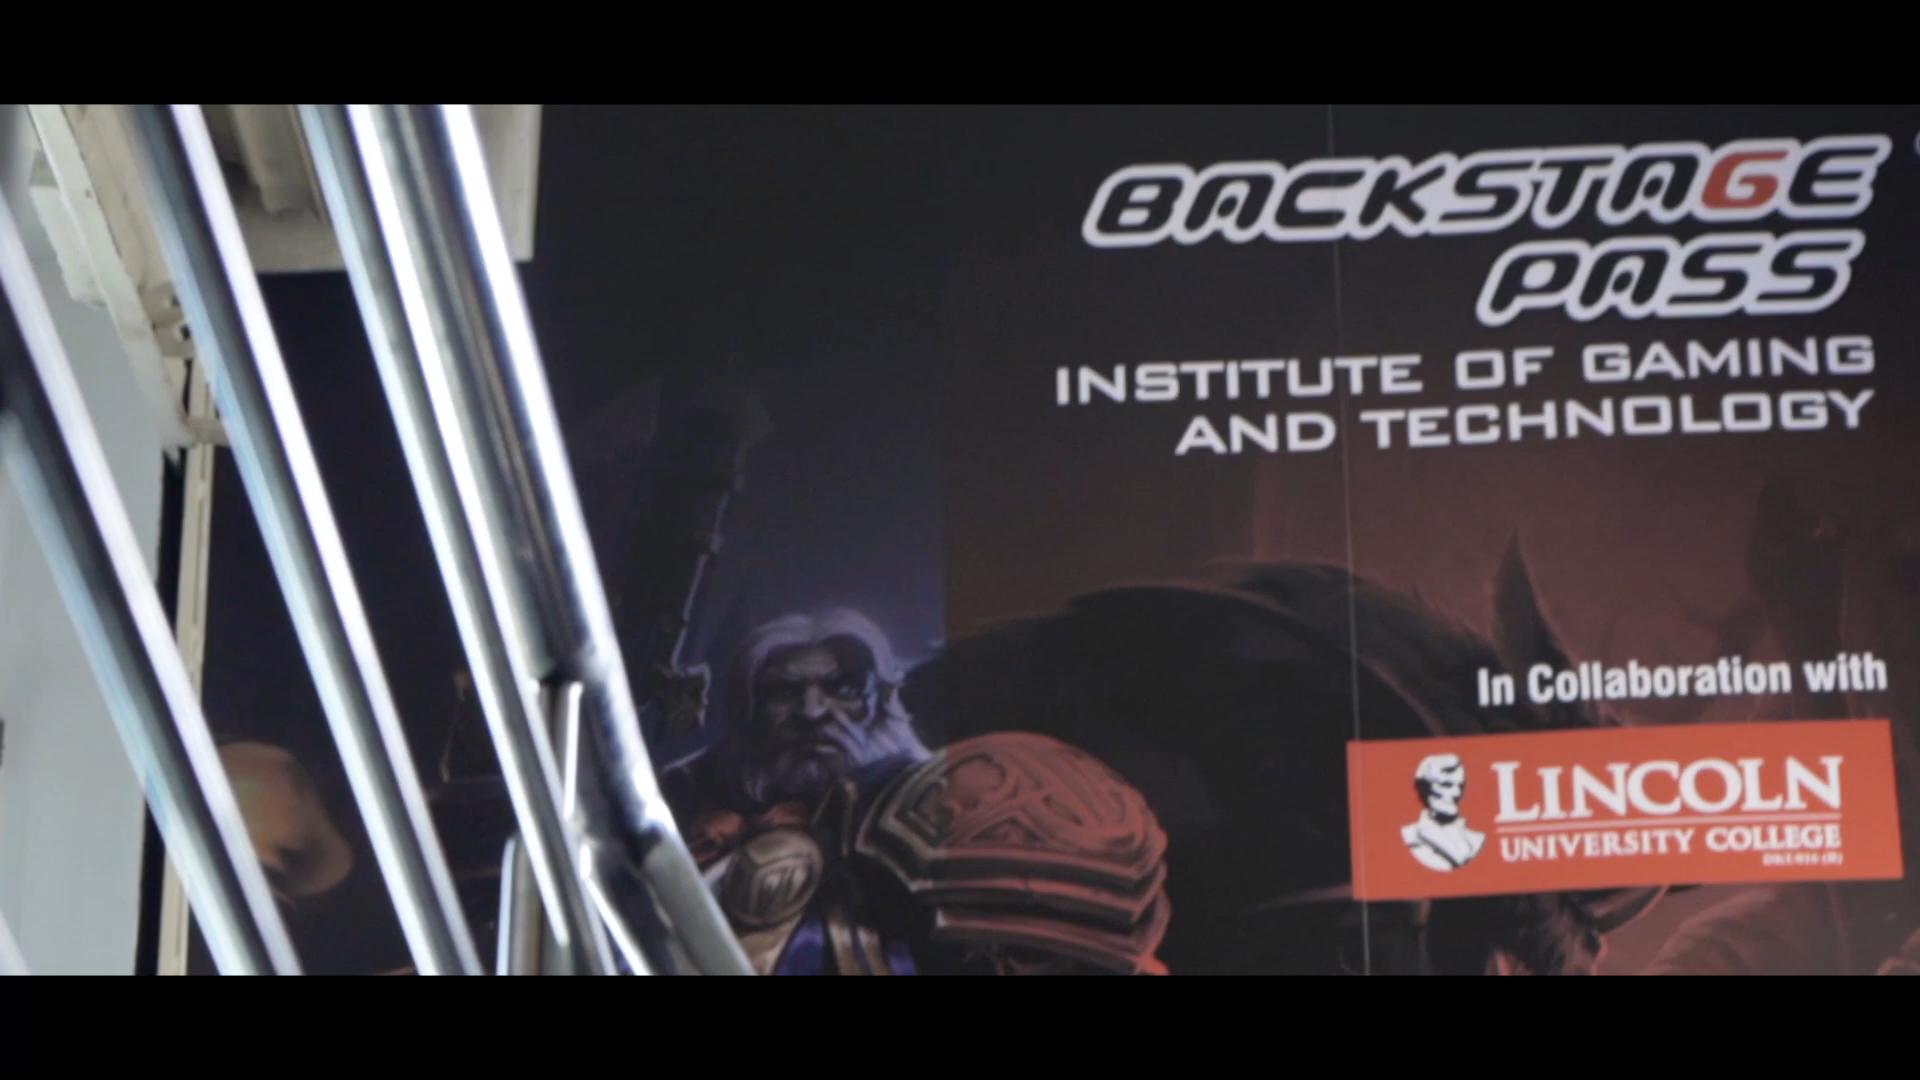 BACKSTAGE
PASS
INSTITUTE OF GAMING
AND TECHNOLOGY
In Collaboration with
LINCOLN
UNIVERSITY COLLEGE